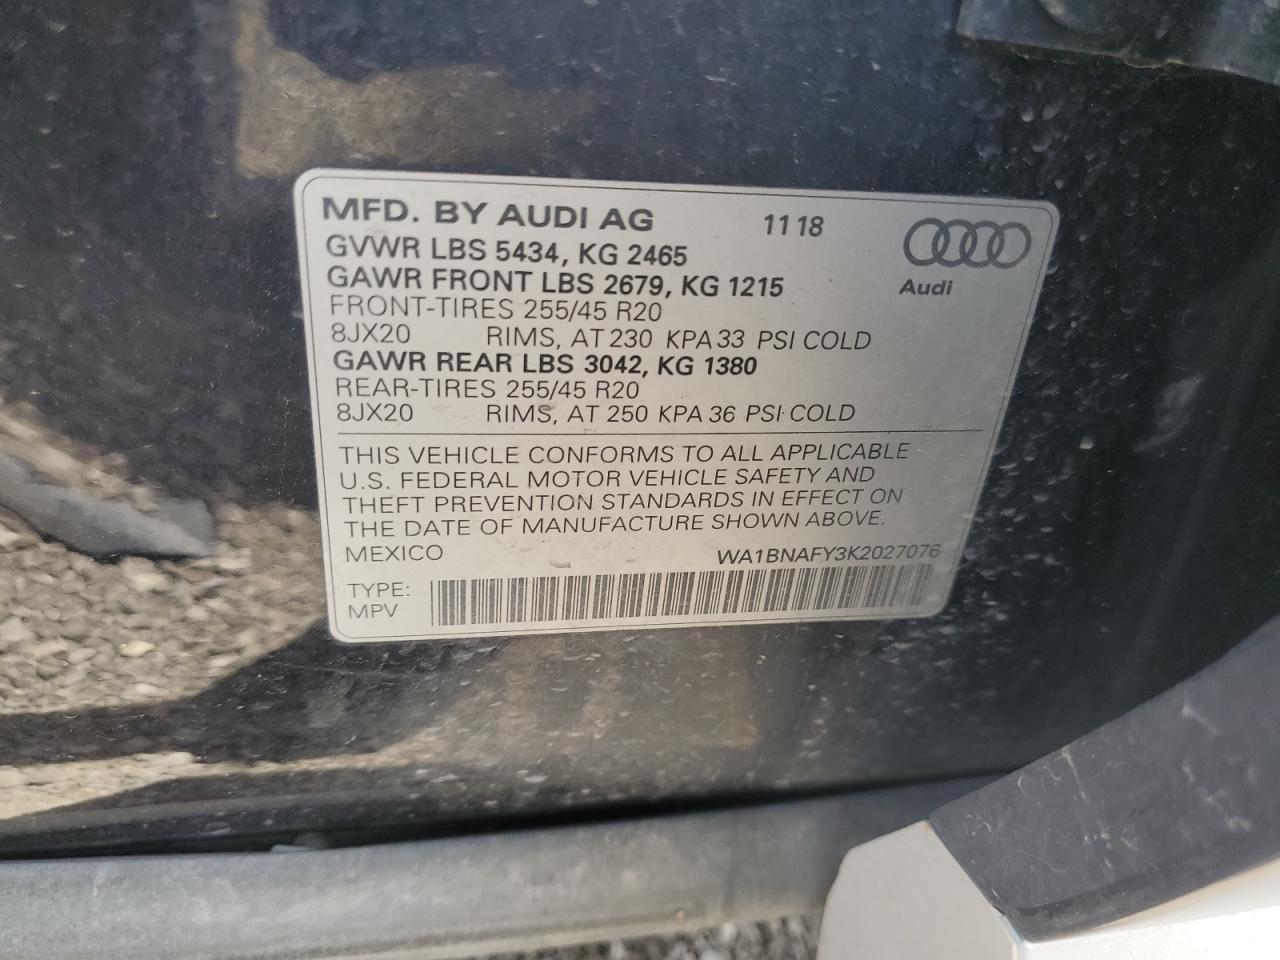 MFD. BY AUDI AG 11 18
Audi
GVWR LBS 5434, KG 2465
GAWR FRONT LBS 2679, KG 1215
FRONT-TIRES 255/45 R20
8JX20 RIMS, AT 230 KPA 33 PSI COLD
GAWR REAR LBS 3042, KG 1380
REAR-TIRES 255/45 R20
8JX20 RIMS, AT 250 KPA 36 PSI COLD
THIS VEHICLE CONFORMS TO ALL APPLICABLE
U.S. FEDERAL MOTOR VEHICLE SAFETY AND
THEFT PREVENTION STANDARDS IN EFFECT ON
THE DATE OF MANUFACTURE SHOWN ABOVE.
MEXICO WA1BNAFY3K2027076
TYPE:
MPV